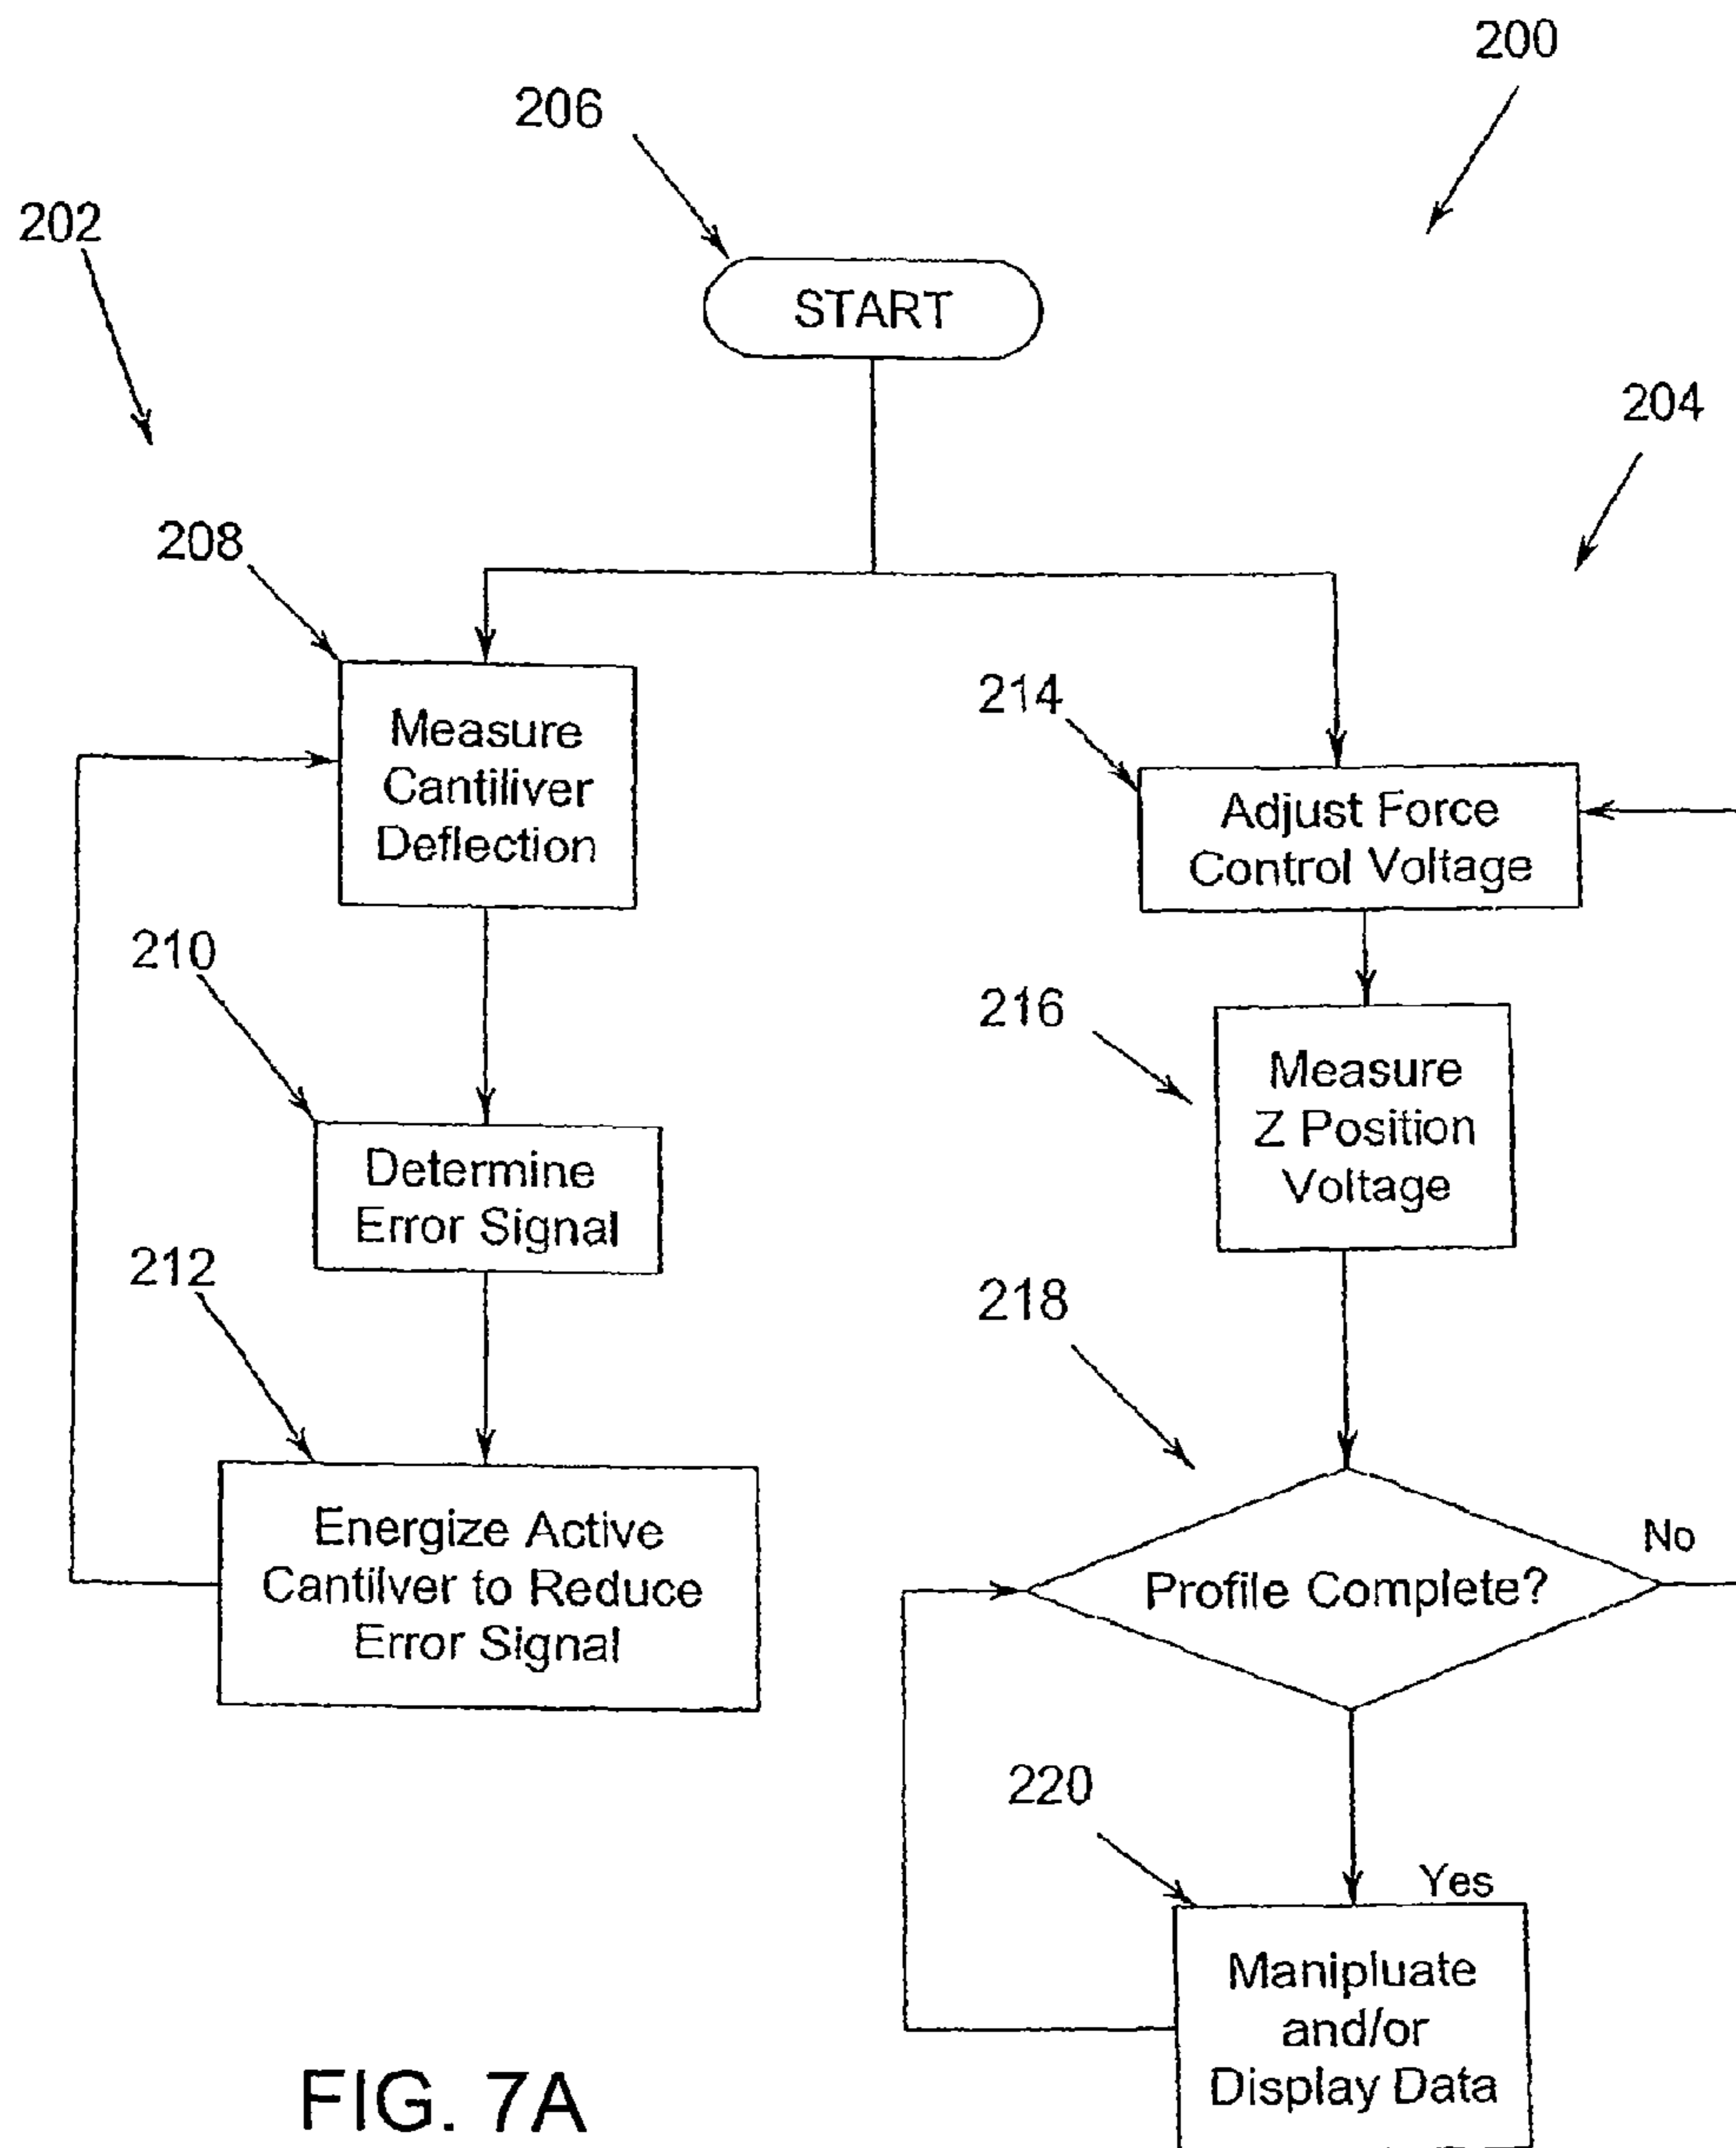 200
206
START
202
204
208
Measure
Cantiliver
Deflection
214
Adjust Force
Control Voltage
210
Determine
Error Signal
216
Measure
Z Position
Voltage
212
Energize Active
Cantilver to Reduce
Error Signal
218
Profile Complete?
No
220
Yes
Manipluate
and/or
Display Data
FIG. 7A